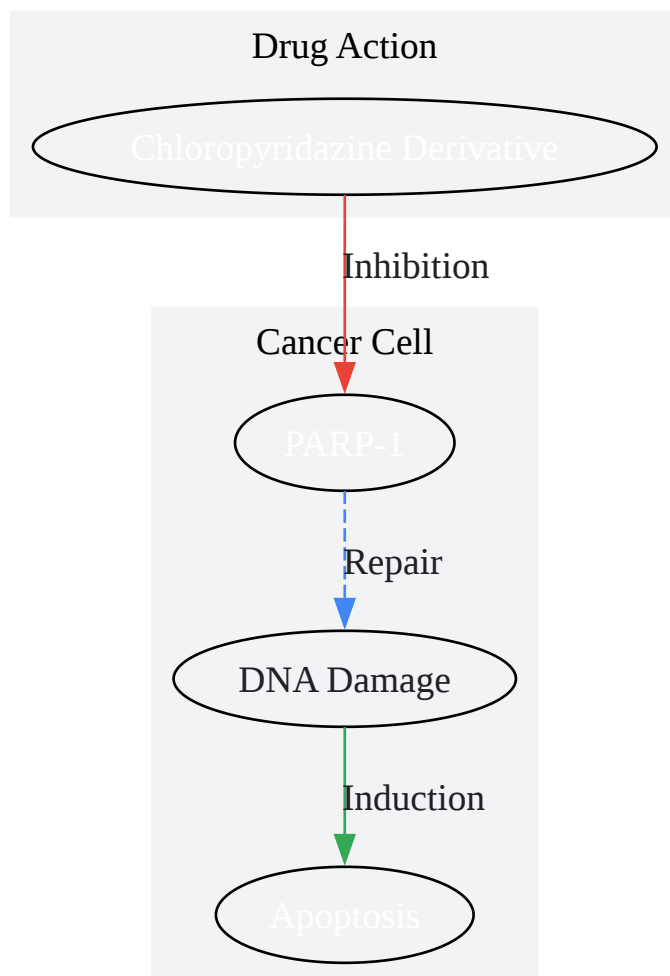 Drug Action
Chloropyridazine Derivative
Inhibition
Cancer Cell
PARP-1
Repair
DNA Damage
Induction
Apoptosis